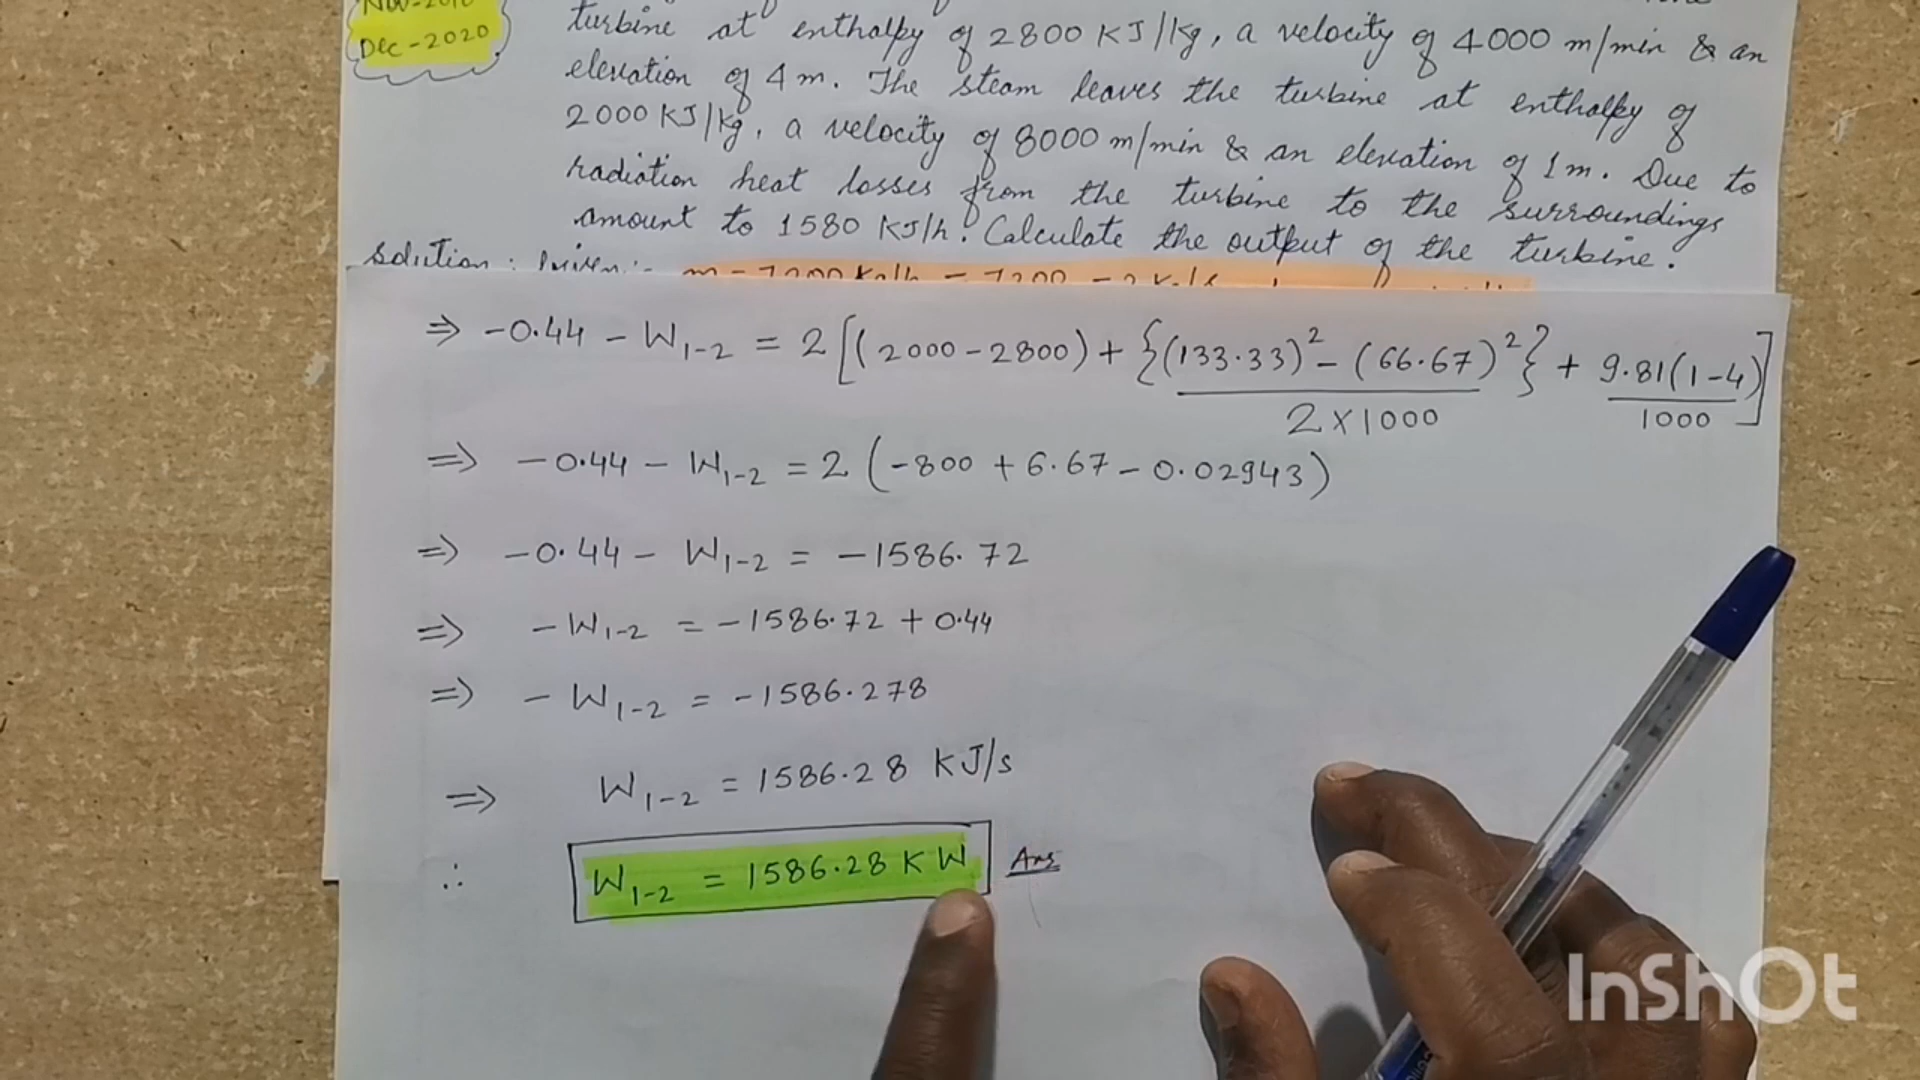 Dec-2020
turbine at enthalpy of 2800 KJ/kg, a velocity of 4000 m/min & an
elevation of 4 m. The steam leaves the turbine at enthalpy of
2000 KJ/kg, a velocity of 8000 m/min & an elevation of 1 m. Due to
radiation heat losses from the turbine to the surroundings
amount to 1580 KJ/h. Calculate the output of the turbine.
Solution : Given :-
⇒ -0.44 - W₁₋₂ = 2 [(2000-2800) + {(133.33)² - (66.67)²}/2×1000 + 9.81(1-4)/1000]
⇒ -0.44 - W₁₋₂ = 2 (-800 + 6.67 - 0.02943)
⇒ -0.44 - W₁₋₂ = -1586.72
⇒ -W₁₋₂ = -1586.72 + 0.44
⇒ -W₁₋₂ = -1586.278
⇒ W₁₋₂ = 1586.28 KJ/s
∴ W₁₋₂ = 1586.28 KW Ans
InShOt